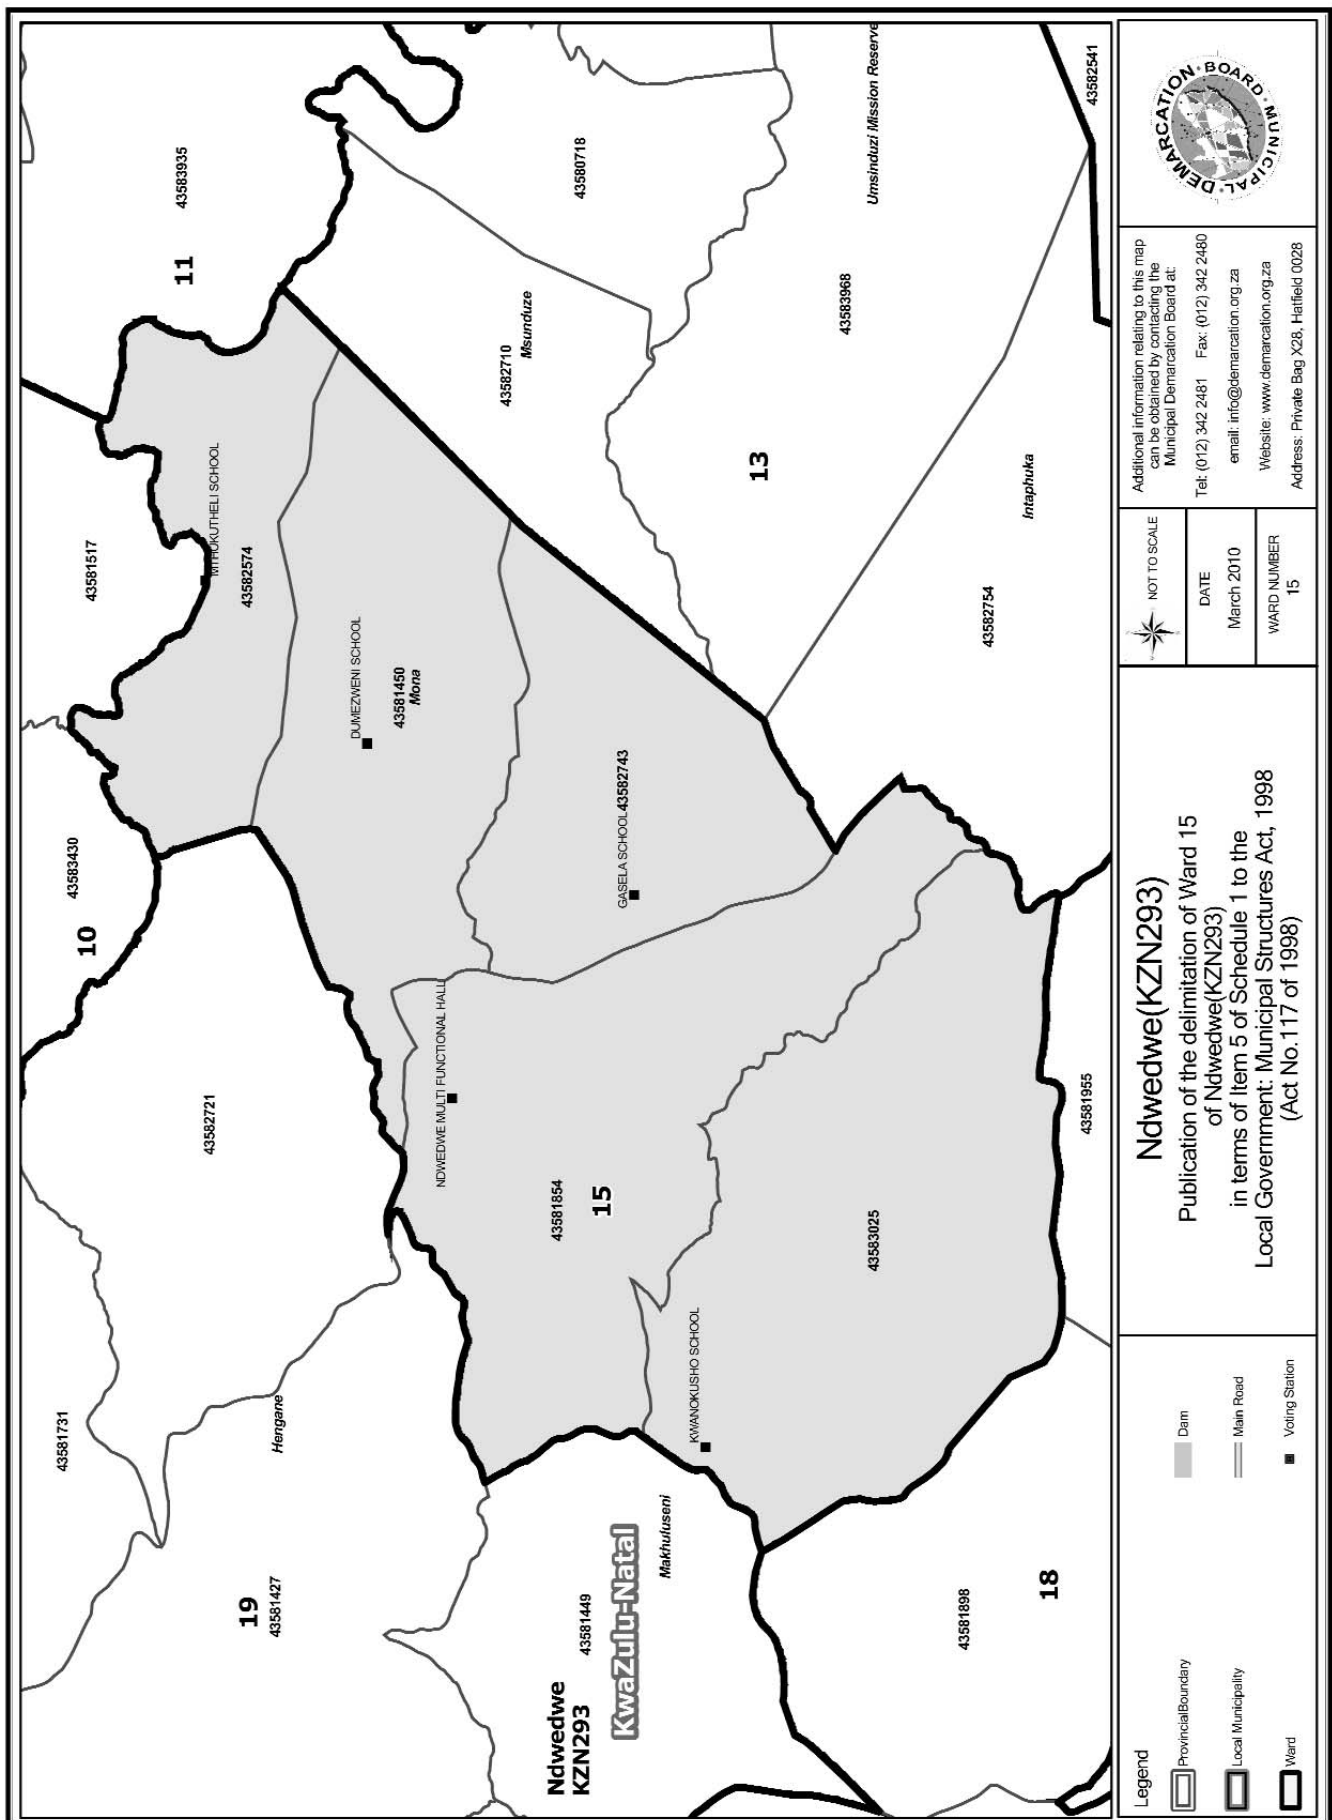 43581731
43583430
10
43581517
43583935
11
43582721
MTHUKUTHELI SCHOOL
43582574
19
43581427
Hengane
DUMEZWENI SCHOOL
43581450
Mona
NDWEDWE MULTI FUNCTIONAL HALL
43582710
Msunduze
43580718
43581854
15
Ndwedwe
KZN293
43581449
KwaZulu-Natal
Makhuluseni
KWANOKUSHO SCHOOL
GASELA SCHOOL
43582743
13
43583968
Umsinduzi Mission Reserve
43583025
43581898
18
43582754
Intaphuka
43581955
43582541
Legend
ProvincialBoundary
Local Municipality
Ward
Dam
Main Road
Voting Station
Ndwedwe(KZN293)
Publication of the delimitation of Ward 15
of Ndwedwe(KZN293)
in terms of Item 5 of Schedule 1 to the
Local Government: Municipal Structures Act, 1998
(Act No.117 of 1998)
NOT TO SCALE
DATE
March 2010
WARD NUMBER
15
Additional information relating to this map
can be obtained by contacting the
Municipal Demarcation Board at:
Tel: (012) 342 2481 Fax: (012) 342 2480
email: info@demarcation.org.za
Website: www.demarcation.org.za
Address: Private Bag X28, Hatfield 0028
MUNICIPAL DEMARCATION BOARD